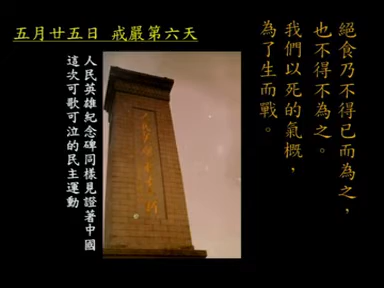 五月廿五日 戒嚴第六天
絕食乃不得已而為之，
也不得不為之。
我們以死的氣概，
為了生而戰。
人民英雄紀念碑同樣見證著中國
這次可歌可泣的民主運動